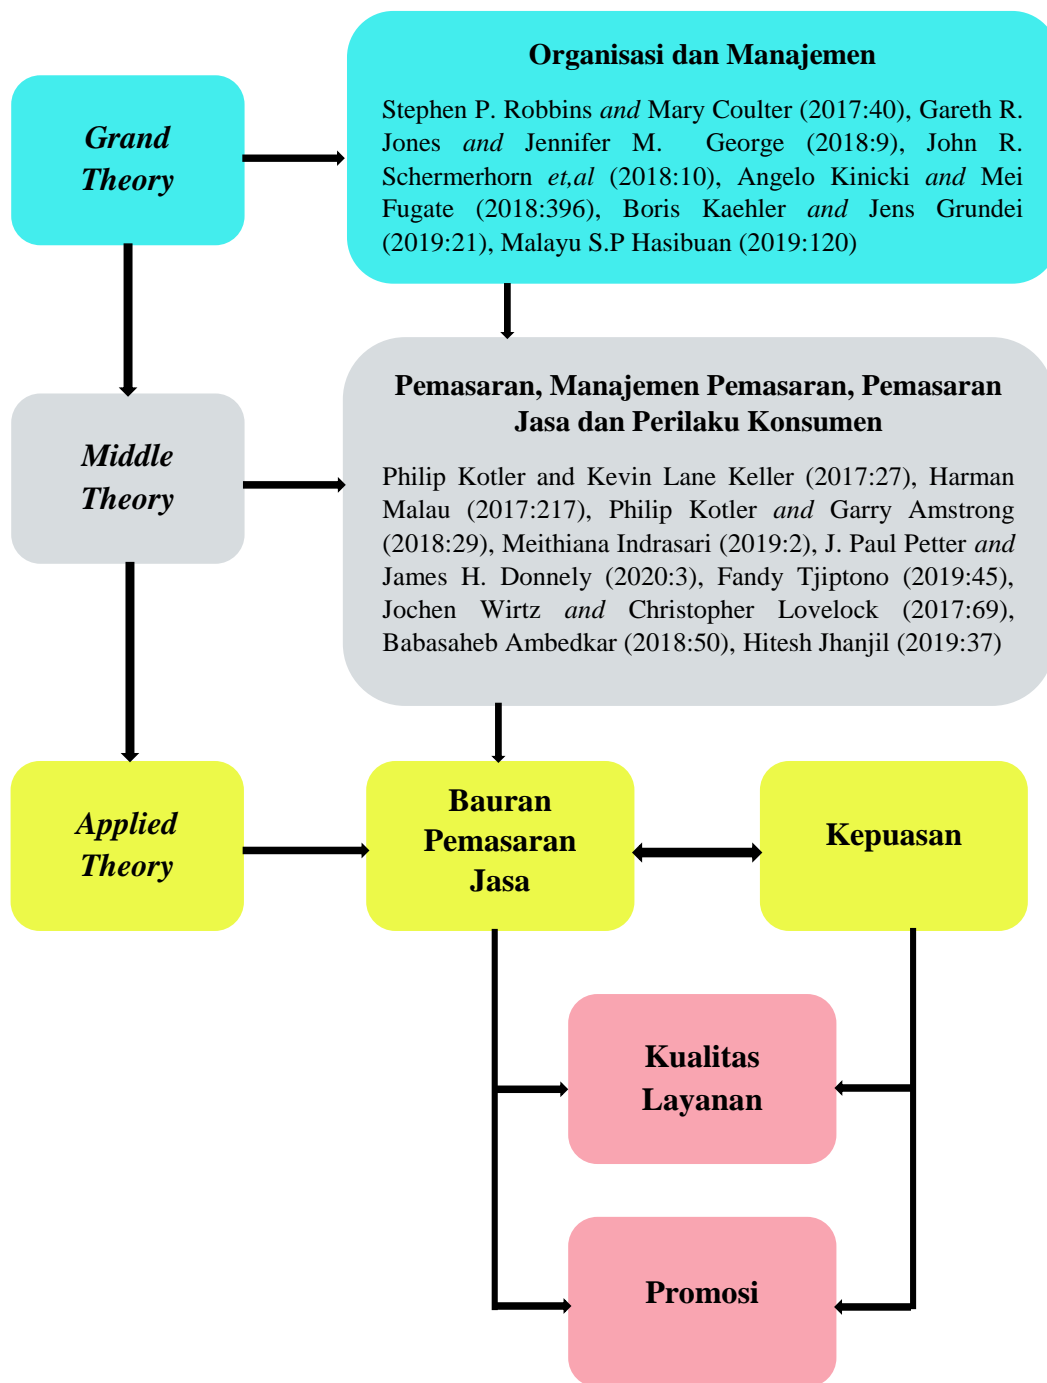 Organisasi dan Manajemen
Stephen P. Robbins and Mary Coulter (2017:40), Gareth R.
Jones and Jennifer M. George (2018:9), John R.
Schermerhorn et,al (2018:10), Angelo Kinicki and Mei
Fugate (2018:396), Boris Kaehler and Jens Grundei
(2019:21), Malayu S.P Hasibuan (2019:120)
Grand
Theory
Pemasaran, Manajemen Pemasaran, Pemasaran
Jasa dan Perilaku Konsumen
Philip Kotler and Kevin Lane Keller (2017:27), Harman
Malau (2017:217), Philip Kotler and Garry Amstrong
(2018:29), Meithiana Indrasari (2019:2), J. Paul Petter and
James H. Donnely (2020:3), Fandy Tjiptono (2019:45),
Jochen Wirtz and Christopher Lovelock (2017:69),
Babasaheb Ambedkar (2018:50), Hitesh Jhanjil (2019:37)
Middle
Theory
Applied
Theory
Bauran
Pemasaran
Jasa
Kepuasan
Kualitas
Layanan
Promosi